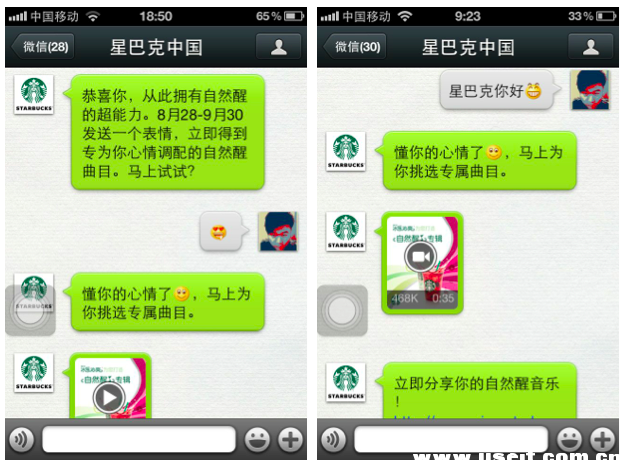 中国移动 18:50 65%
微信(28) 星巴克中国
STARBUCKS
恭喜你，从此拥有自然醒
的超能力。8月28-9月30
发送一个表情，立即得到
专为你心情调配的自然醒
曲目。马上试试?
STARBUCKS
懂你的心情了，马上为
你挑选专属曲目。
STARBUCKS
《自然醒》专辑
中国移动 9:23 33%
微信(30) 星巴克中国
星巴克你好
STARBUCKS
懂你的心情了，马上为
你挑选专属曲目。
STARBUCKS
《自然醒》专辑
468K 0:35
STARBUCKS
立即分享你的自然醒音乐
！
www.useit.com.cn